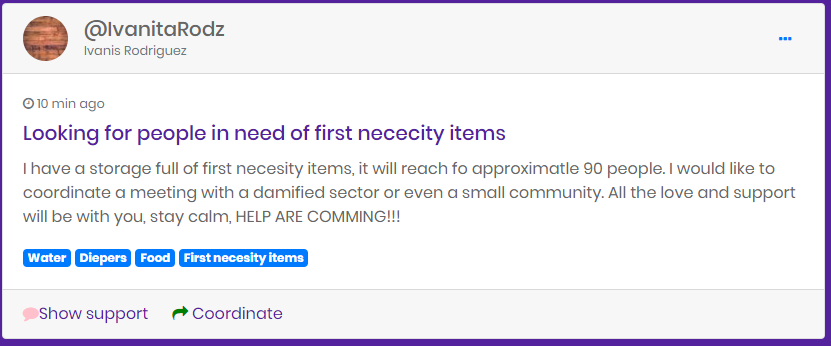 @IvanitaRodz
Ivanis Rodriguez
10 min ago
Looking for people in need of first nececity items
I have a storage full of first necesity items, it will reach fo approximatle 90 people. I would like to
coordinate a meeting with a damified sector or even a small community. All the love and support
will be with you, stay calm, HELP ARE COMMING!!!
Water Diepers Food First necesity items
Show support Coordinate